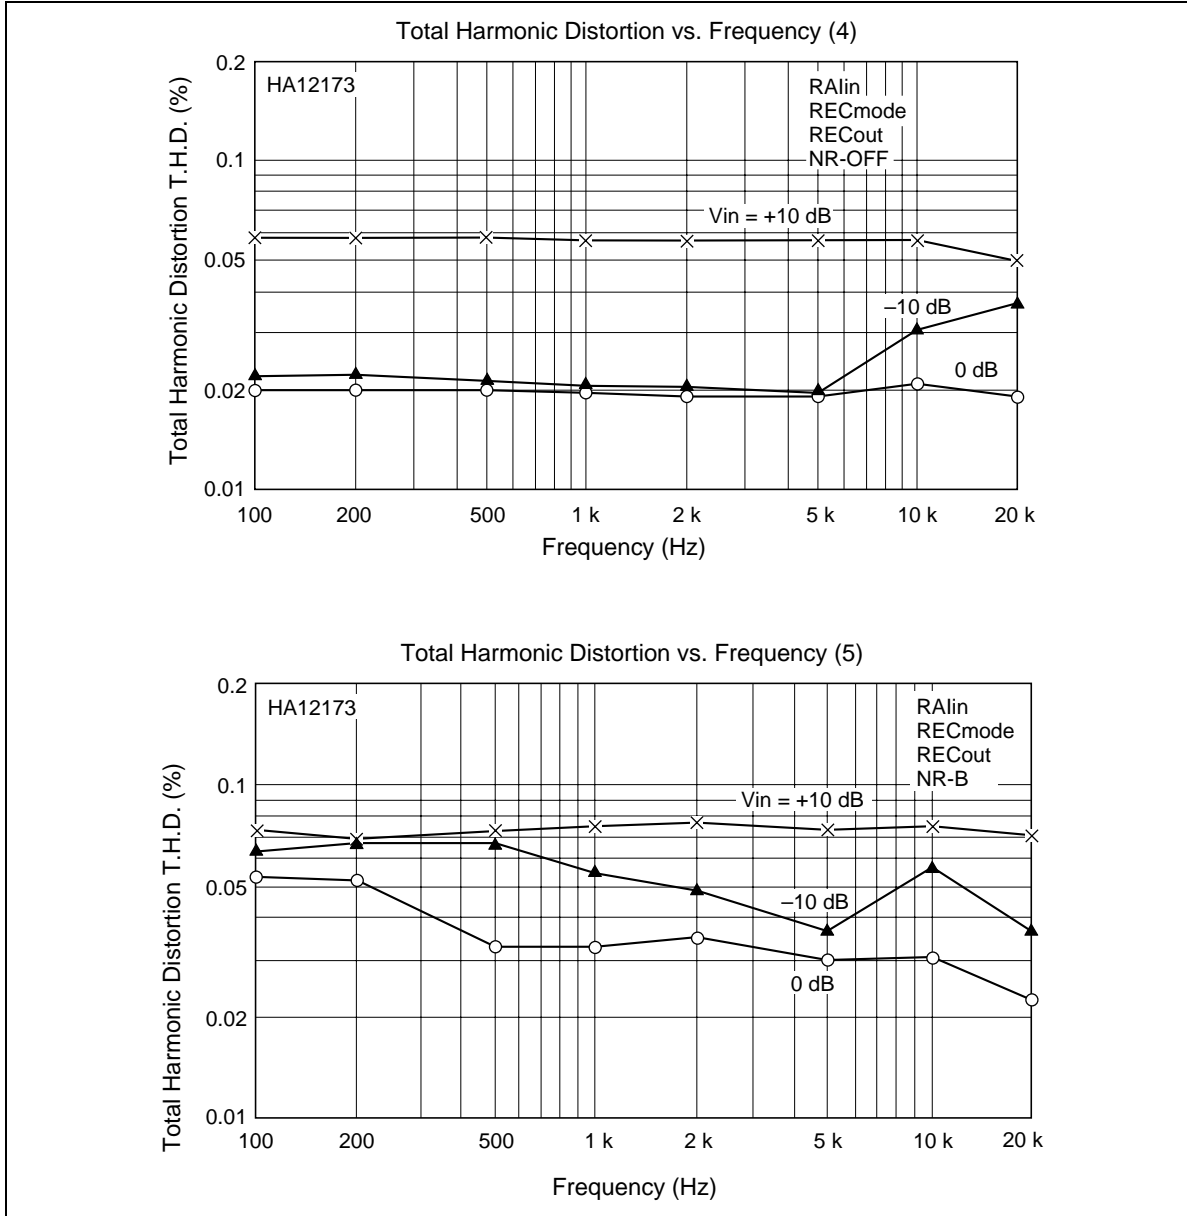 Total Harmonic Distortion vs. Frequency (4)
Total Harmonic Distortion T.H.D. (%)
0.2
0.1
0.05
0.02
0.01
HA12173
RAIin
RECmode
RECout
NR-OFF
Vin = +10 dB
–10 dB
0 dB
100 200 500 1 k 2 k 5 k 10 k 20 k
Frequency (Hz)
Total Harmonic Distortion vs. Frequency (5)
Total Harmonic Distortion T.H.D. (%)
0.2
0.1
0.05
0.02
0.01
HA12173
RAIin
RECmode
RECout
NR-B
Vin = +10 dB
–10 dB
0 dB
100 200 500 1 k 2 k 5 k 10 k 20 k
Frequency (Hz)